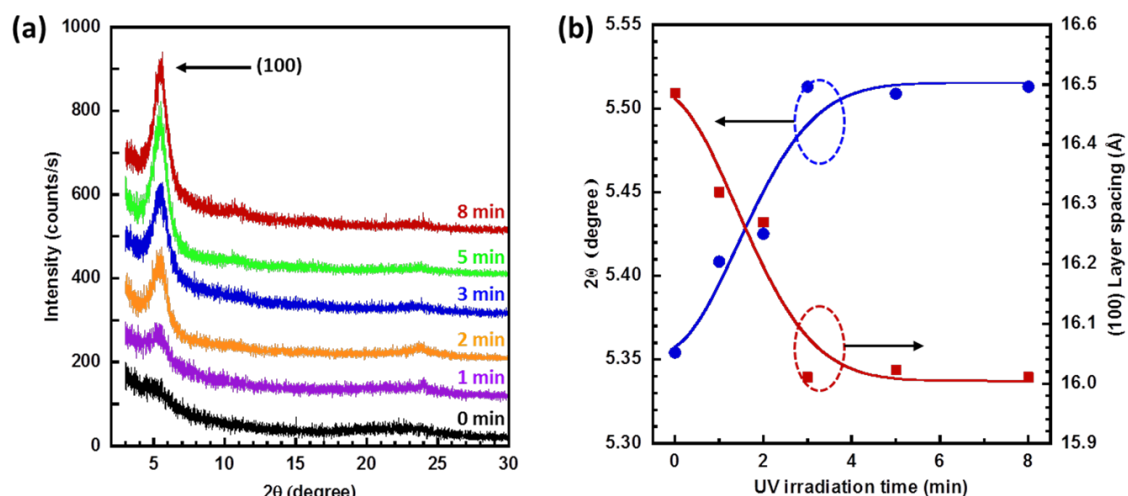 (a)
1000
800
600
400
200
0
Intensity (counts/s)
(100)
8 min
5 min
3 min
2 min
1 min
0 min
5
10
15
20
25
30
2θ (degree)
(b)
5.55
5.50
5.45
5.40
5.35
5.30
2θ (degree)
16.6
16.5
16.4
16.3
16.2
16.1
16.0
15.9
(100) Layer spacing (Å)
0
2
4
6
8
UV irradiation time (min)